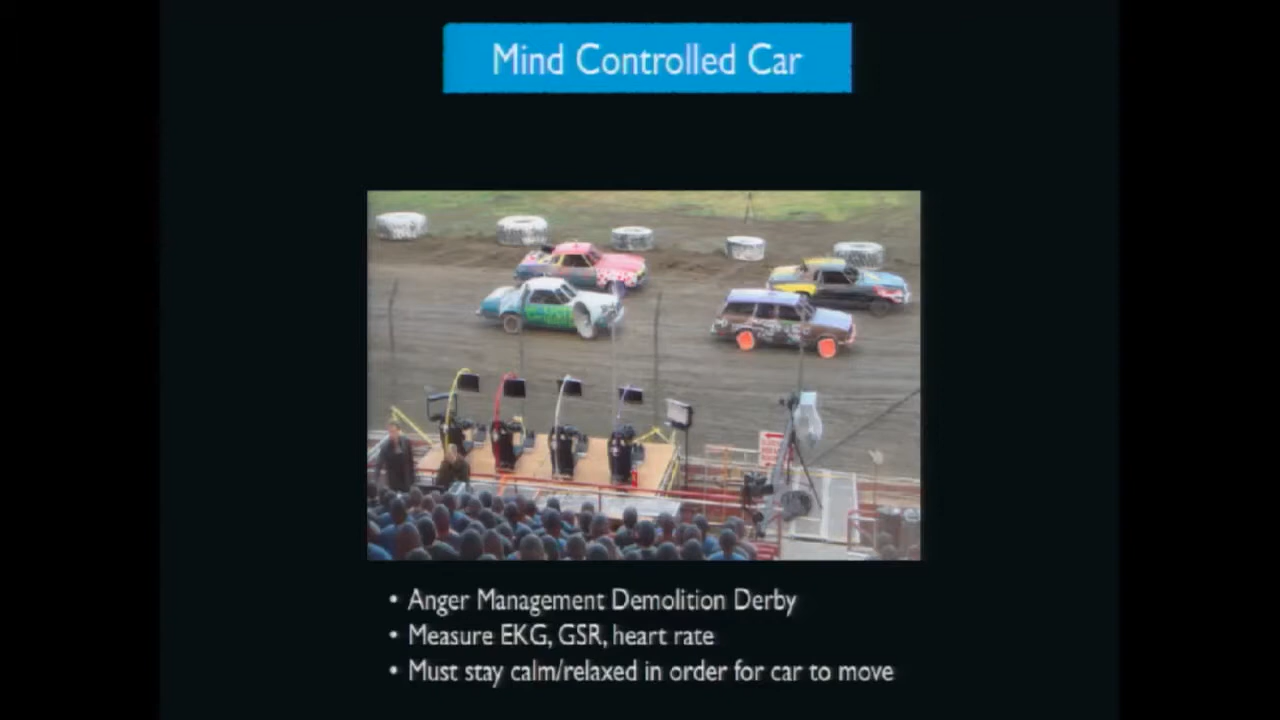 Mind Controlled Car
• Anger Management Demolition Derby
• Measure EKG, GSR, heart rate
• Must stay calm/relaxed in order for car to move